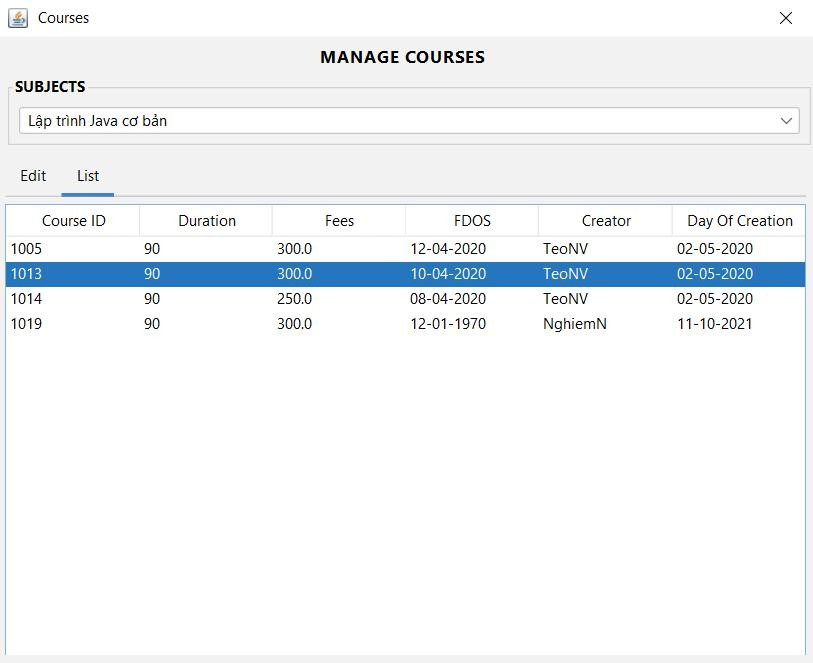 Courses
MANAGE COURSES
SUBJECTS
Lập trình Java cơ bản
Edit List
Course ID Duration Fees FDOS Creator Day Of Creation
1005 90 300.0 12-04-2020 TeoNV 02-05-2020
1013 90 300.0 10-04-2020 TeoNV 02-05-2020
1014 90 250.0 08-04-2020 TeoNV 02-05-2020
1019 90 300.0 12-01-1970 NghiemN 11-10-2021